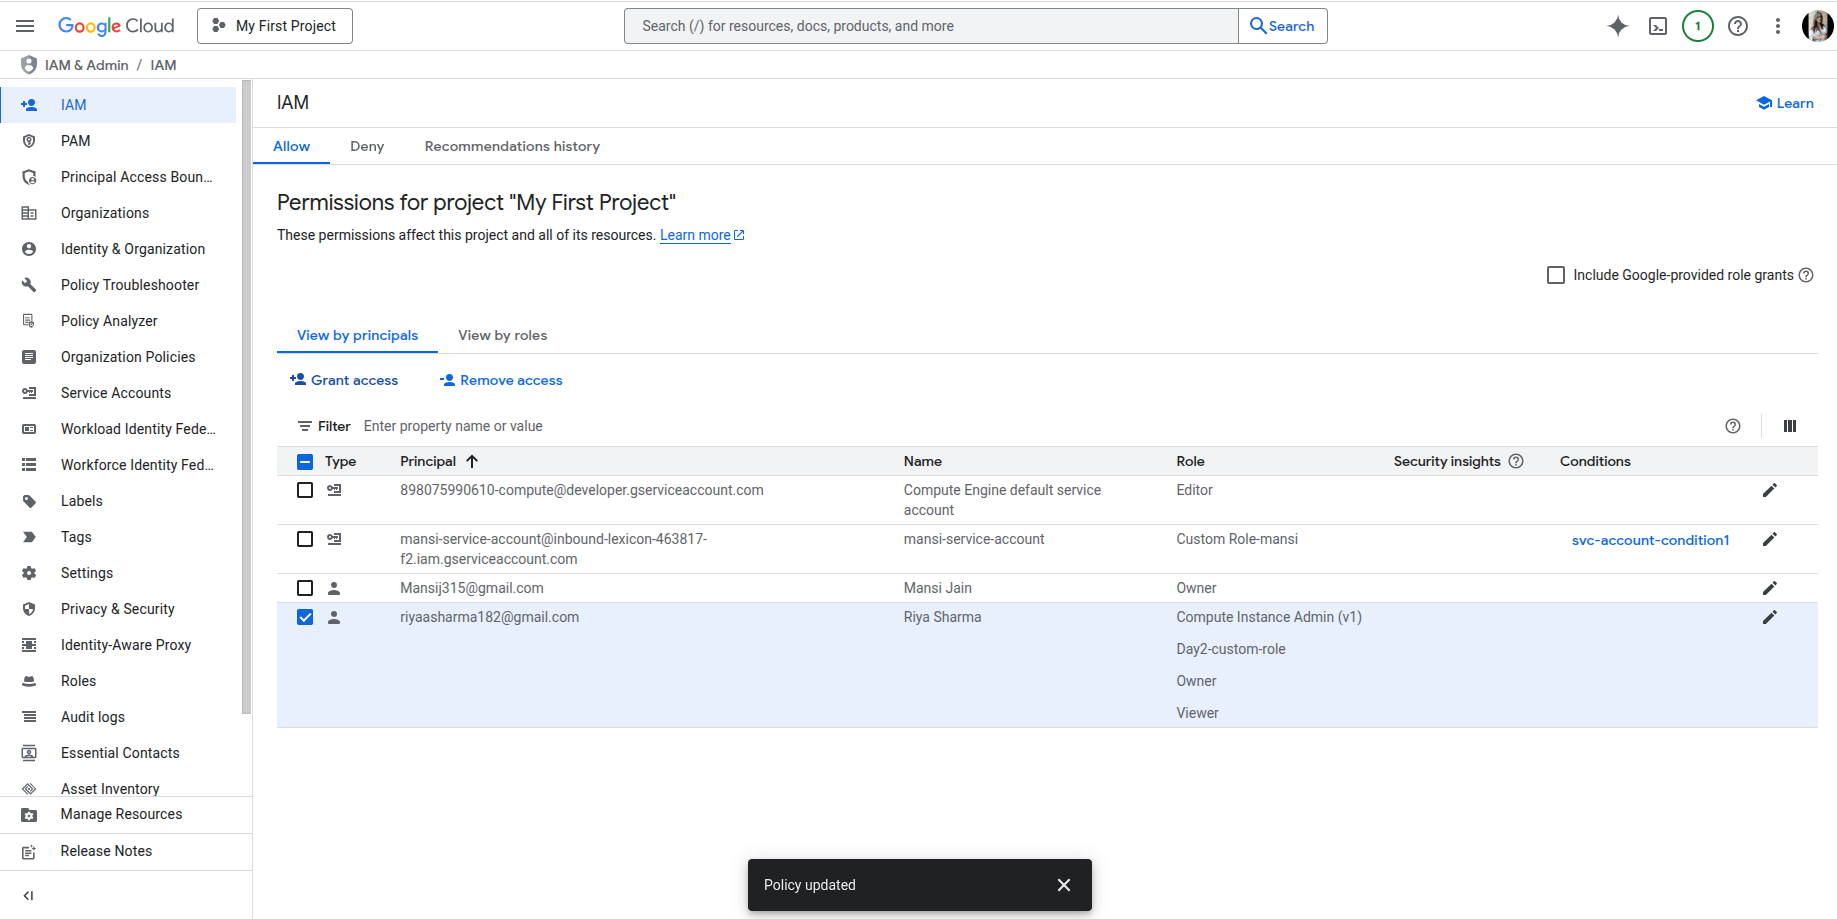 Google Cloud
My First Project
Search (/) for resources, docs, products, and more
Search
1
IAM & Admin / IAM
IAM
PAM
Principal Access Boun...
Organizations
Identity & Organization
Policy Troubleshooter
Policy Analyzer
Organization Policies
Service Accounts
Workload Identity Fede...
Workforce Identity Fed...
Labels
Tags
Settings
Privacy & Security
Identity-Aware Proxy
Roles
Audit logs
Essential Contacts
Asset Inventory
Manage Resources
Release Notes
IAM
Learn
Allow Deny Recommendations history
Permissions for project "My First Project"
These permissions affect this project and all of its resources. Learn more
Include Google-provided role grants
View by principals View by roles
Grant access Remove access
Filter Enter property name or value
Type Principal Name Role Security insights Conditions
898075990610-compute@developer.gserviceaccount.com Compute Engine default service Editor
account
mansi-service-account@inbound-lexicon-463817- mansi-service-account Custom Role-mansi svc-account-condition1
f2.iam.gserviceaccount.com
Mansij315@gmail.com Mansi Jain Owner
riyaasharma182@gmail.com Riya Sharma Compute Instance Admin (v1)
Day2-custom-role
Owner
Viewer
Policy updated